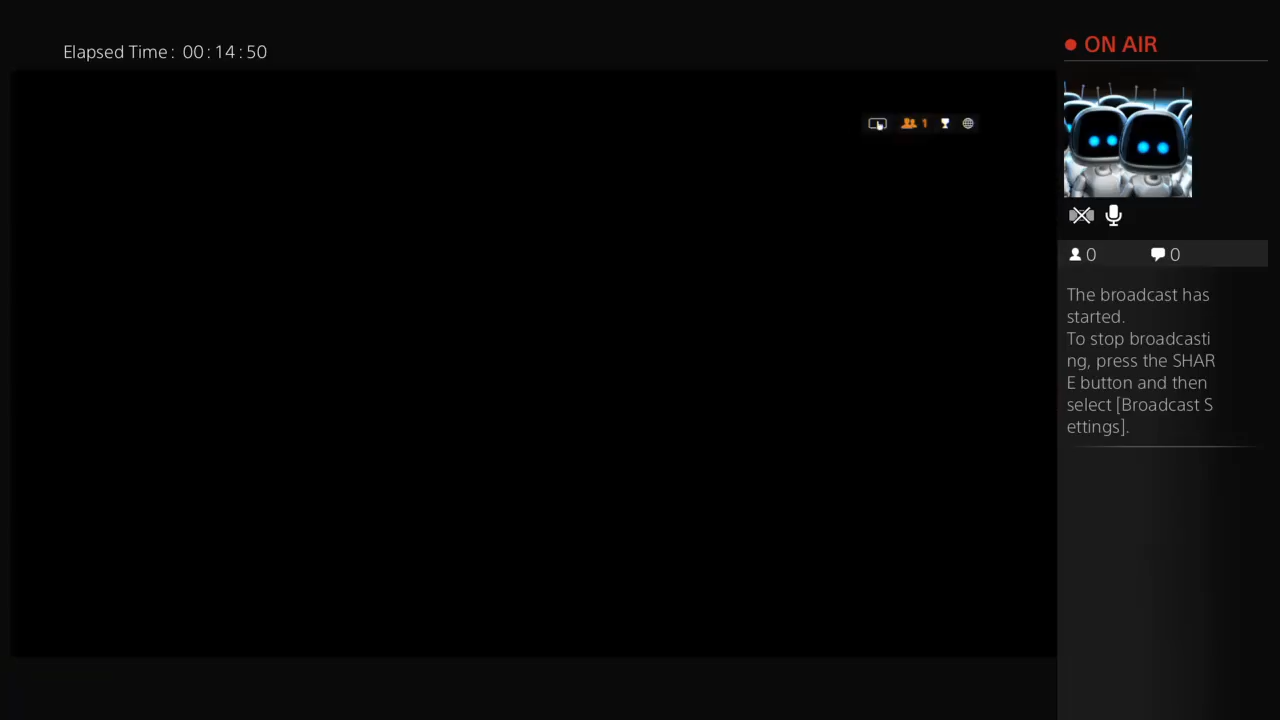 Elapsed Time: 00:14:50
ON AIR
1
0 0
The broadcast has
started.
To stop broadcasti
ng, press the SHAR
E button and then
select [Broadcast S
ettings].